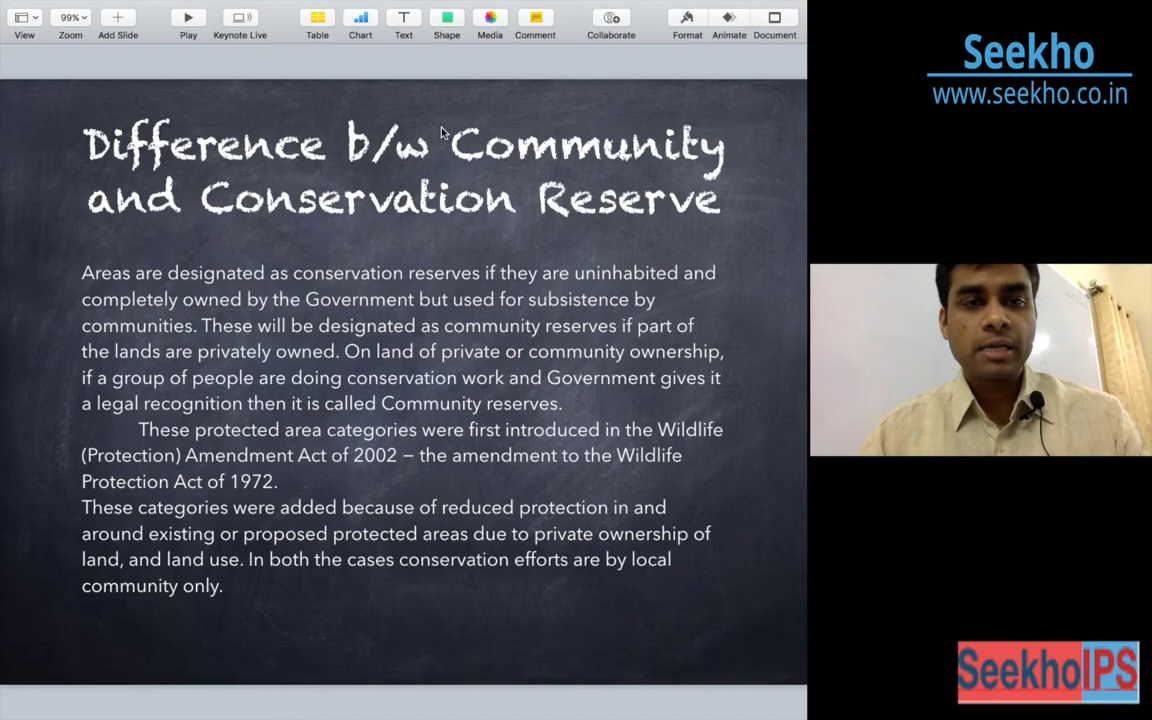 View
99%
Zoom
Add Slide
Play
Keynote Live
Table
Chart
Text
Shape
Media
Comment
Collaborate
Format
Animate
Document
Seekho
www.seekho.co.in
Difference b/w Community
and Conservation Reserve
Areas are designated as conservation reserves if they are uninhabited and
completely owned by the Government but used for subsistence by
communities. These will be designated as community reserves if part of
the lands are privately owned. On land of private or community ownership,
if a group of people are doing conservation work and Government gives it
a legal recognition then it is called Community reserves.
These protected area categories were first introduced in the Wildlife
(Protection) Amendment Act of 2002 − the amendment to the Wildlife
Protection Act of 1972.
These categories were added because of reduced protection in and
around existing or proposed protected areas due to private ownership of
land, and land use. In both the cases conservation efforts are by local
community only.
SeekhoIPS